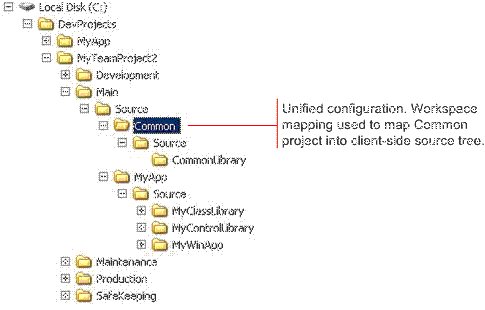 Local Disk (C:)
DevProjects
MyApp
MyTeamProject2
Development
Main
Source
Common
Source
CommonLibrary
MyApp
Source
MyClassLibrary
MyControlLibrary
MyWinApp
Maintenance
Production
SafeKeeping
Unified configuration. Workspace
mapping used to map Common
project into client-side source tree.